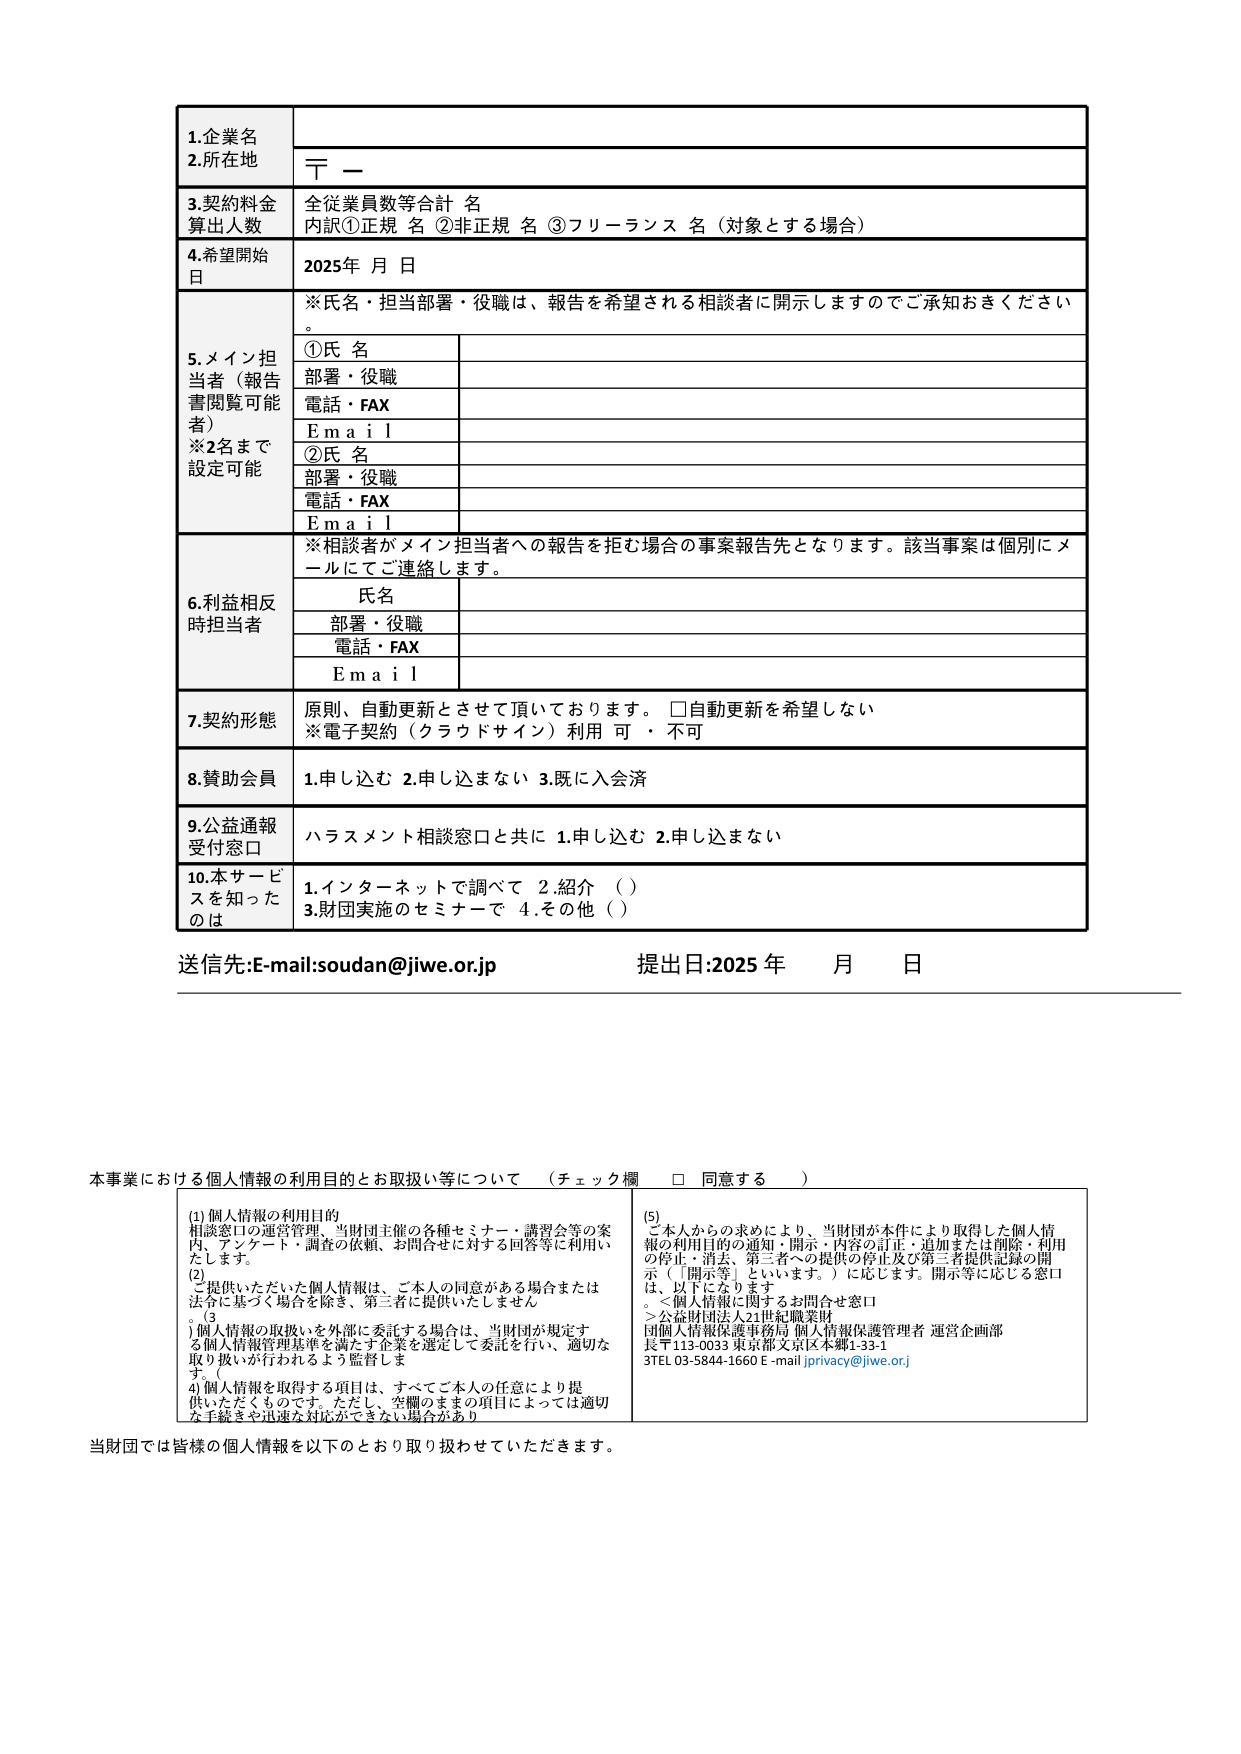 1.企業名
2.所在地
〒 ー
3.契約料金
算出人数
全従業員数等合計 名
内訳①正規 名 ②非正規 名 ③フリーランス 名（対象とする場合）
4.希望開始
日
2025年 月 日
5.メイン担
当者（報告
書閲覧可能
者）
※2名まで
設定可能
※氏名・担当部署・役職は、報告を希望される相談者に開示しますのでご承知おきください
。
①氏 名
部署・役職
電話・FAX
Ｅｍａｉｌ
②氏 名
部署・役職
電話・FAX
Ｅｍａｉｌ
6.利益相反
時担当者
※相談者がメイン担当者への報告を拒む場合の事案報告先となります。該当事案は個別にメ
ールにてご連絡します。
氏名
部署・役職
電話・FAX
Ｅｍａｉｌ
7.契約形態
原則、自動更新とさせて頂いております。 □自動更新を希望しない
※電子契約（クラウドサイン）利用 可 ・ 不可
8.賛助会員
1.申し込む 2.申し込まない 3.既に入会済
9.公益通報
受付窓口
ハラスメント相談窓口と共に 1.申し込む 2.申し込まない
10.本サービ
スを知った
のは
1.インターネットで調べて ２.紹介 （ ）
3.財団実施のセミナーで ４.その他（ ）
送信先:E-mail:soudan@jiwe.or.jp 提出日:2025 年 月 日
本事業における個人情報の利用目的とお取扱い等について （チェック欄 □ 同意する ）
(1) 個人情報の利用目的
相談窓口の運営管理、当財団主催の各種セミナー・講習会等の案
内、アンケート・調査の依頼、お問合せに対する回答等に利用い
たします。
(2)
ご提供いただいた個人情報は、ご本人の同意がある場合または
法令に基づく場合を除き、第三者に提供いたしません
。（3
）個人情報の取扱いを外部に委託する場合は、当財団が規定す
る個人情報管理基準を満たす企業を選定して委託を行い、適切な
取り扱いが行われるよう監督しま
す。（
4) 個人情報を取得する項目は、すべてご本人の任意により提
供いただくものです。ただし、空欄のままの項目によっては適切
な手続きや迅速な対応ができない場合があり
(5)
ご本人からの求めにより、当財団が本件により取得した個人情
報の利用目的の通知・開示・内容の訂正・追加または削除・利用
の停止・消去、第三者への提供の停止及び第三者提供記録の開
示（「開示等」といいます。）に応じます。開示等に応じる窓口
は、以下になります
。＜個人情報に関するお問合せ窓口
＞公益財団法人21世紀職業財
団個人情報保護事務局 個人情報保護管理者 運営企画部
長〒113-0033 東京都文京区本郷1-33-1
3TEL 03-5844-1660 E -mail jprivacy@jiwe.or.j
当財団では皆様の個人情報を以下のとおり取り扱わせていただきます。